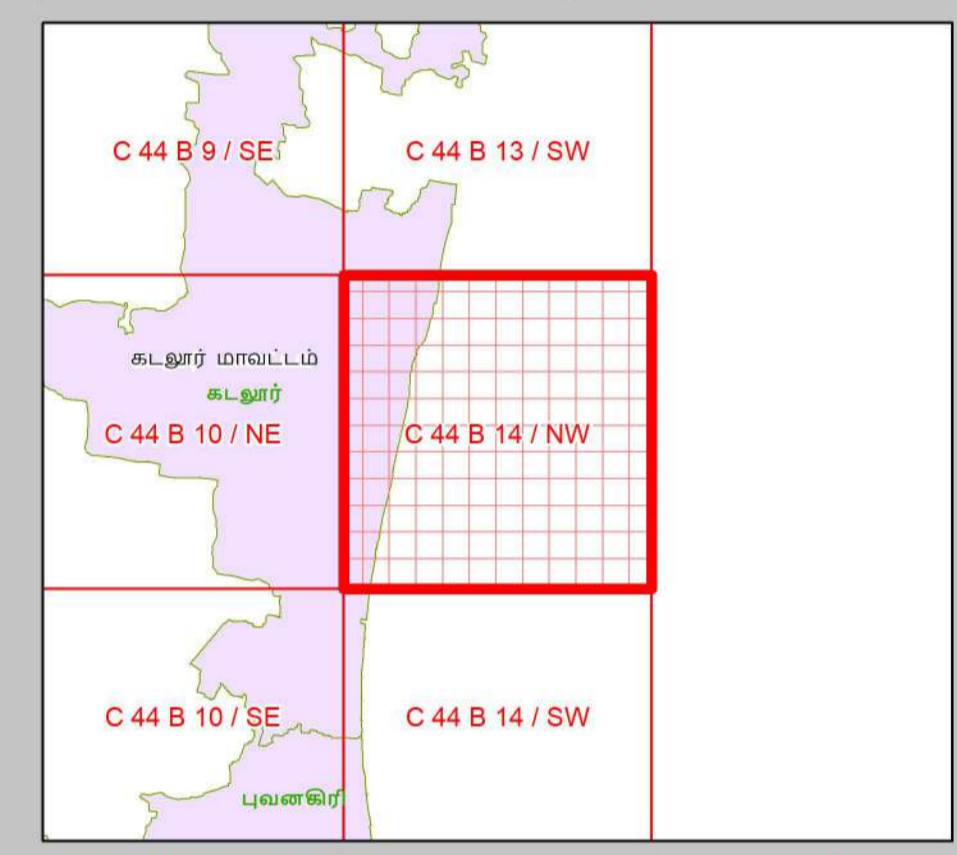 C 44 B 9 / SE
C 44 B 13 / SW
கடலூர் மாவட்டம்
கடலூர்
C 44 B 10 / NE
C 44 B 14 / NW
C 44 B 10 / SE
C 44 B 14 / SW
புவனகிரி